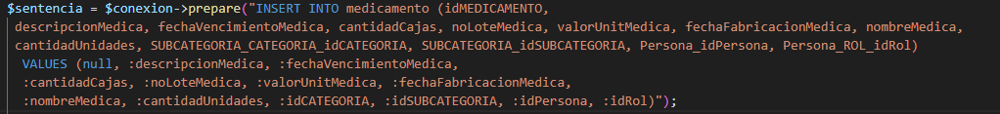 $sentencia = $conexion->prepare("INSERT INTO medicamento (idMEDICAMENTO,
descripcionMedica, fechaVencimientoMedica, cantidadCajas, noLoteMedica, valorUnitMedica, fechaFabricacionMedica, nombreMedica,
cantidadUnidades, SUBCATEGORIA_CATEGORIA_idCATEGORIA, SUBCATEGORIA_idSUBCATEGORIA, Persona_idPersona, Persona_ROL_idRol)
VALUES (null, :descripcionMedica, :fechaVencimientoMedica,
:cantidadCajas, :noLoteMedica, :valorUnitMedica, :fechaFabricacionMedica,
:nombreMedica, :cantidadUnidades, :idCATEGORIA, :idSUBCATEGORIA, :idPersona, :idRol)");